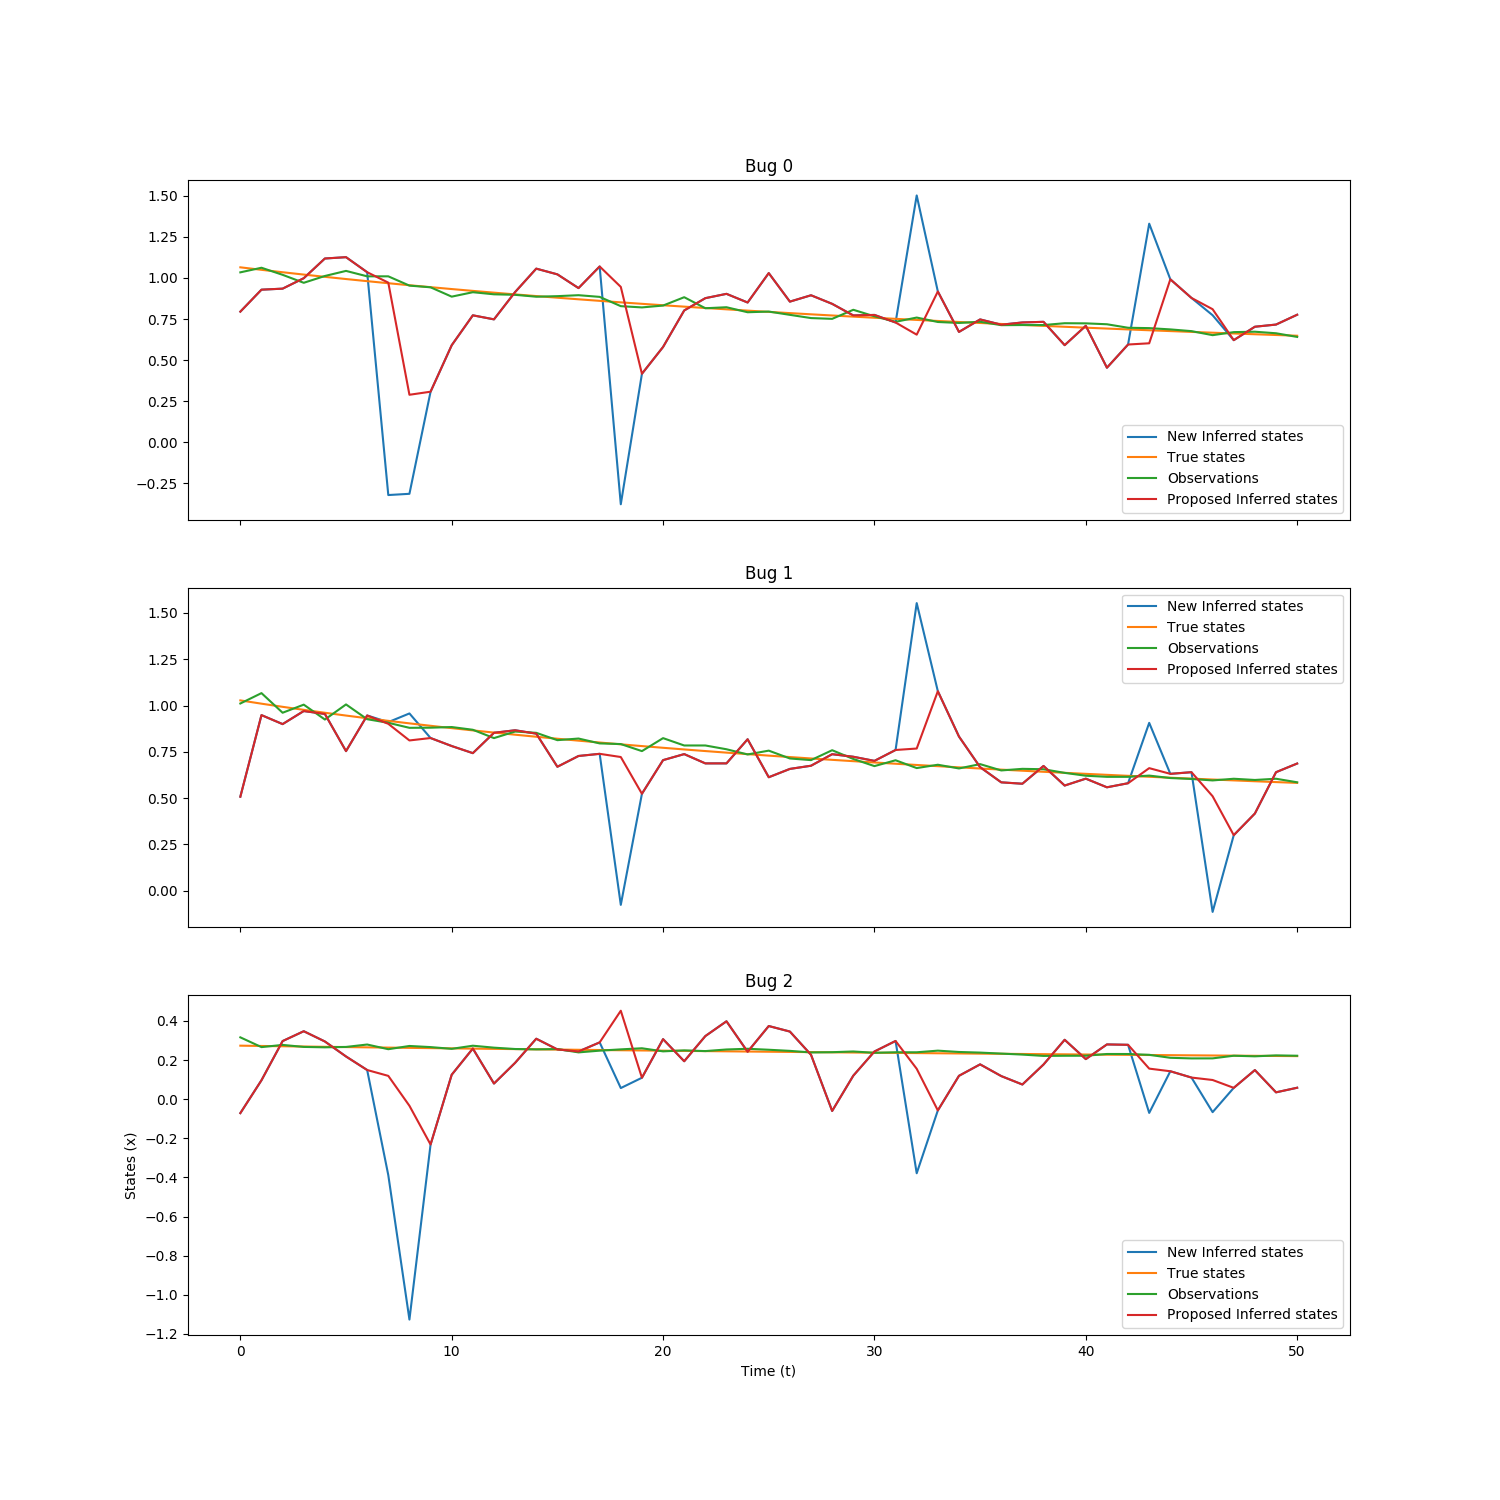 Bug 0
1.50
1.25
1.00
0.75
0.50
0.25
0.00
−0.25
New Inferred states
True states
Observations
Proposed Inferred states
Bug 1
1.50
1.25
1.00
0.75
0.50
0.25
0.00
New Inferred states
True states
Observations
Proposed Inferred states
Bug 2
States (x)
0.4
0.2
0.0
−0.2
−0.4
−0.6
−0.8
−1.0
−1.2
New Inferred states
True states
Observations
Proposed Inferred states
0 10 20 30 40 50
Time (t)